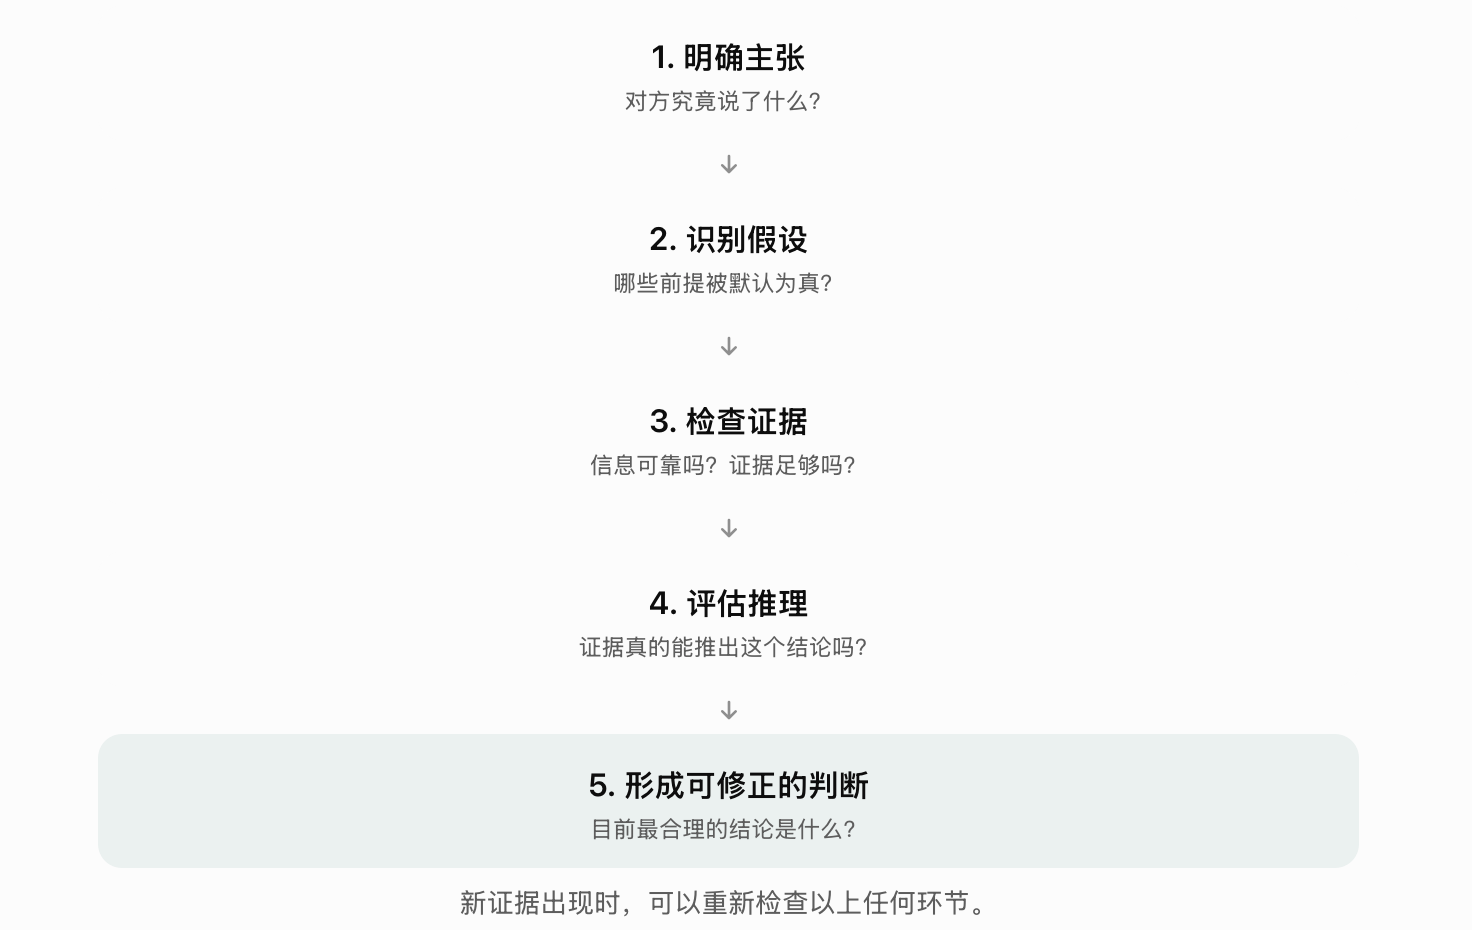 1. 明确主张
对方究竟说了什么？
↓
2. 识别假设
哪些前提被默认为真？
↓
3. 检查证据
信息可靠吗？证据足够吗？
↓
4. 评估推理
证据真的能推出这个结论吗？
↓
5. 形成可修正的判断
目前最合理的结论是什么？
新证据出现时，可以重新检查以上任何环节。